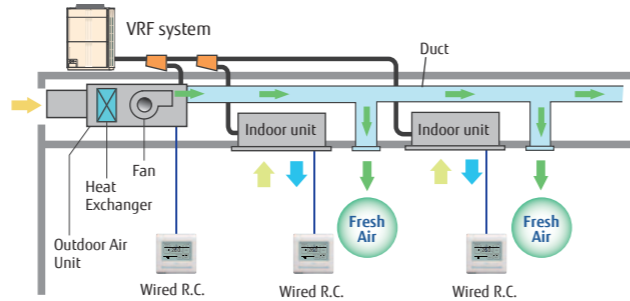 VRF system
Duct
Indoor unit
Indoor unit
Fan
Heat
Exchanger
Outdoor Air
Unit
Fresh
Air
Fresh
Air
Wired R.C.
Wired R.C.
Wired R.C.